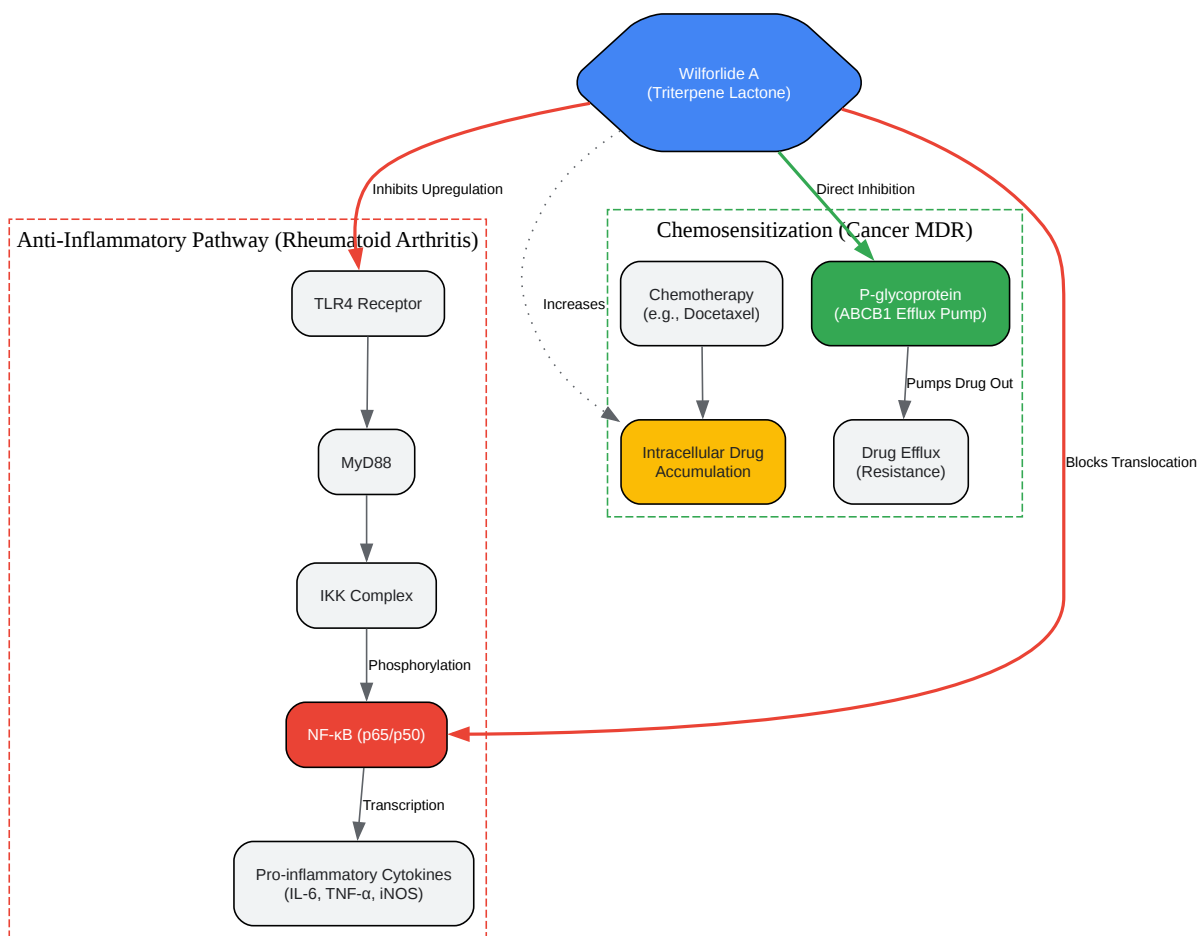 Wilforlide A
(Triterpene Lactone)
Inhibits Upregulation
Direct Inhibition
Anti-Inflammatory Pathway (Rheumatoid Arthritis)
Chemosensitization (Cancer MDR)
TLR4 Receptor
Increases
Chemotherapy
(e.g., Docetaxel)
P-glycoprotein
(ABCB1 Efflux Pump)
Pumps Drug Out
MyD88
Intracellular Drug
Accumulation
Drug Efflux
(Resistance)
Blocks Translocation
IKK Complex
Phosphorylation
NF-κB (p65/p50)
Transcription
Pro-inflammatory Cytokines
(IL-6, TNF-α, iNOS)